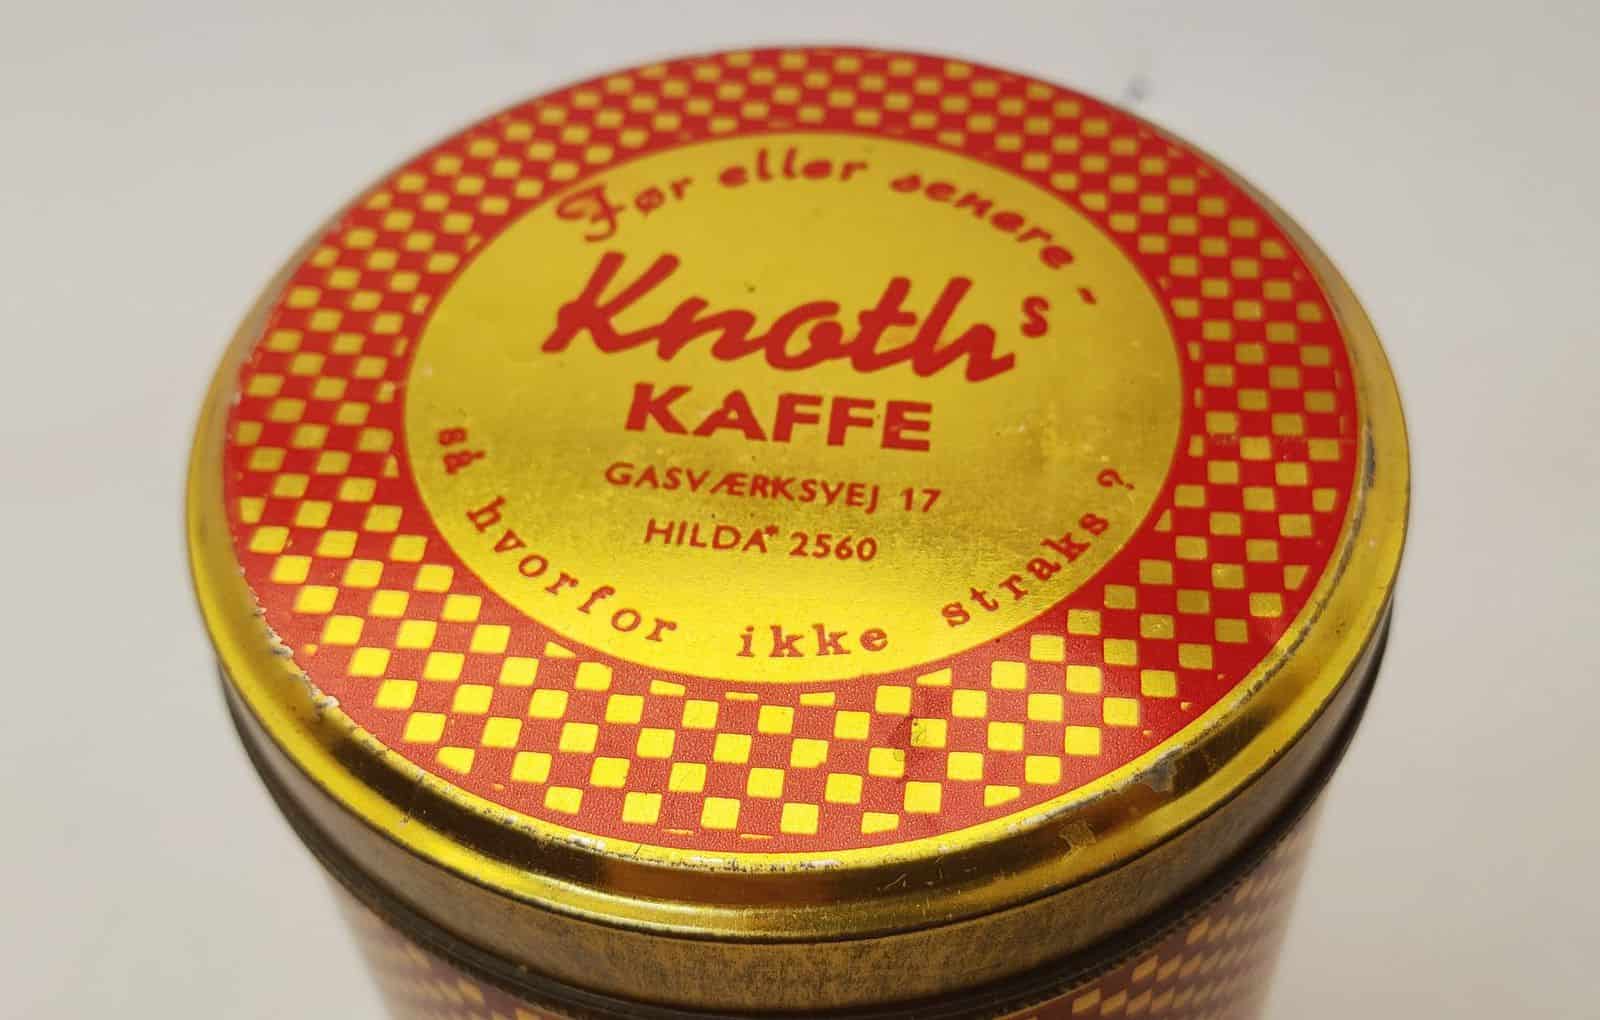 Før eller senere-
Knoth's
KAFFE
GASVÆRKSVEJ 17
HILDA* 2560
så hvorfor ikke straks?